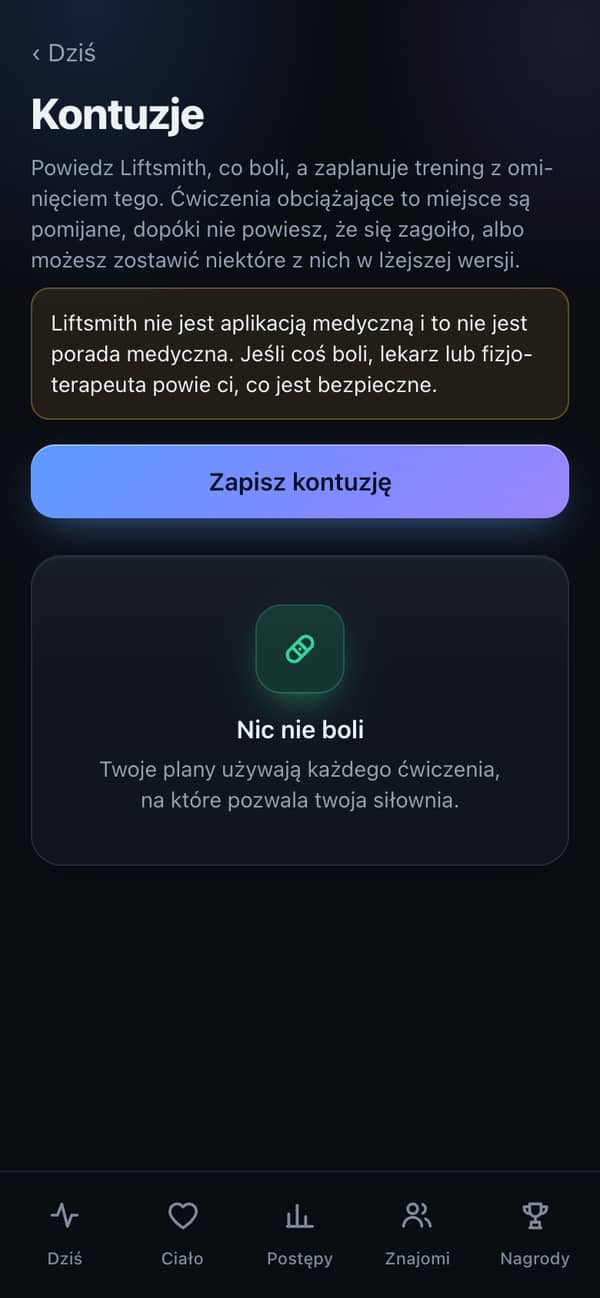 ‹ Dziś
Kontuzje
Powiedz Liftsmith, co boli, a zaplanuje trening z omi-
nięciem tego. Ćwiczenia obciążające to miejsce są
pomijane, dopóki nie powiesz, że się zagoiło, albo
możesz zostawić niektóre z nich w lżejszej wersji.
Liftsmith nie jest aplikacją medyczną i to nie jest
porada medyczna. Jeśli coś boli, lekarz lub fizjo-
terapeuta powie ci, co jest bezpieczne.
Zapisz kontuzję
Nic nie boli
Twoje plany używają każdego ćwiczenia,
na które pozwala twoja siłownia.
Dziś
Ciało
Postępy
Znajomi
Nagrody